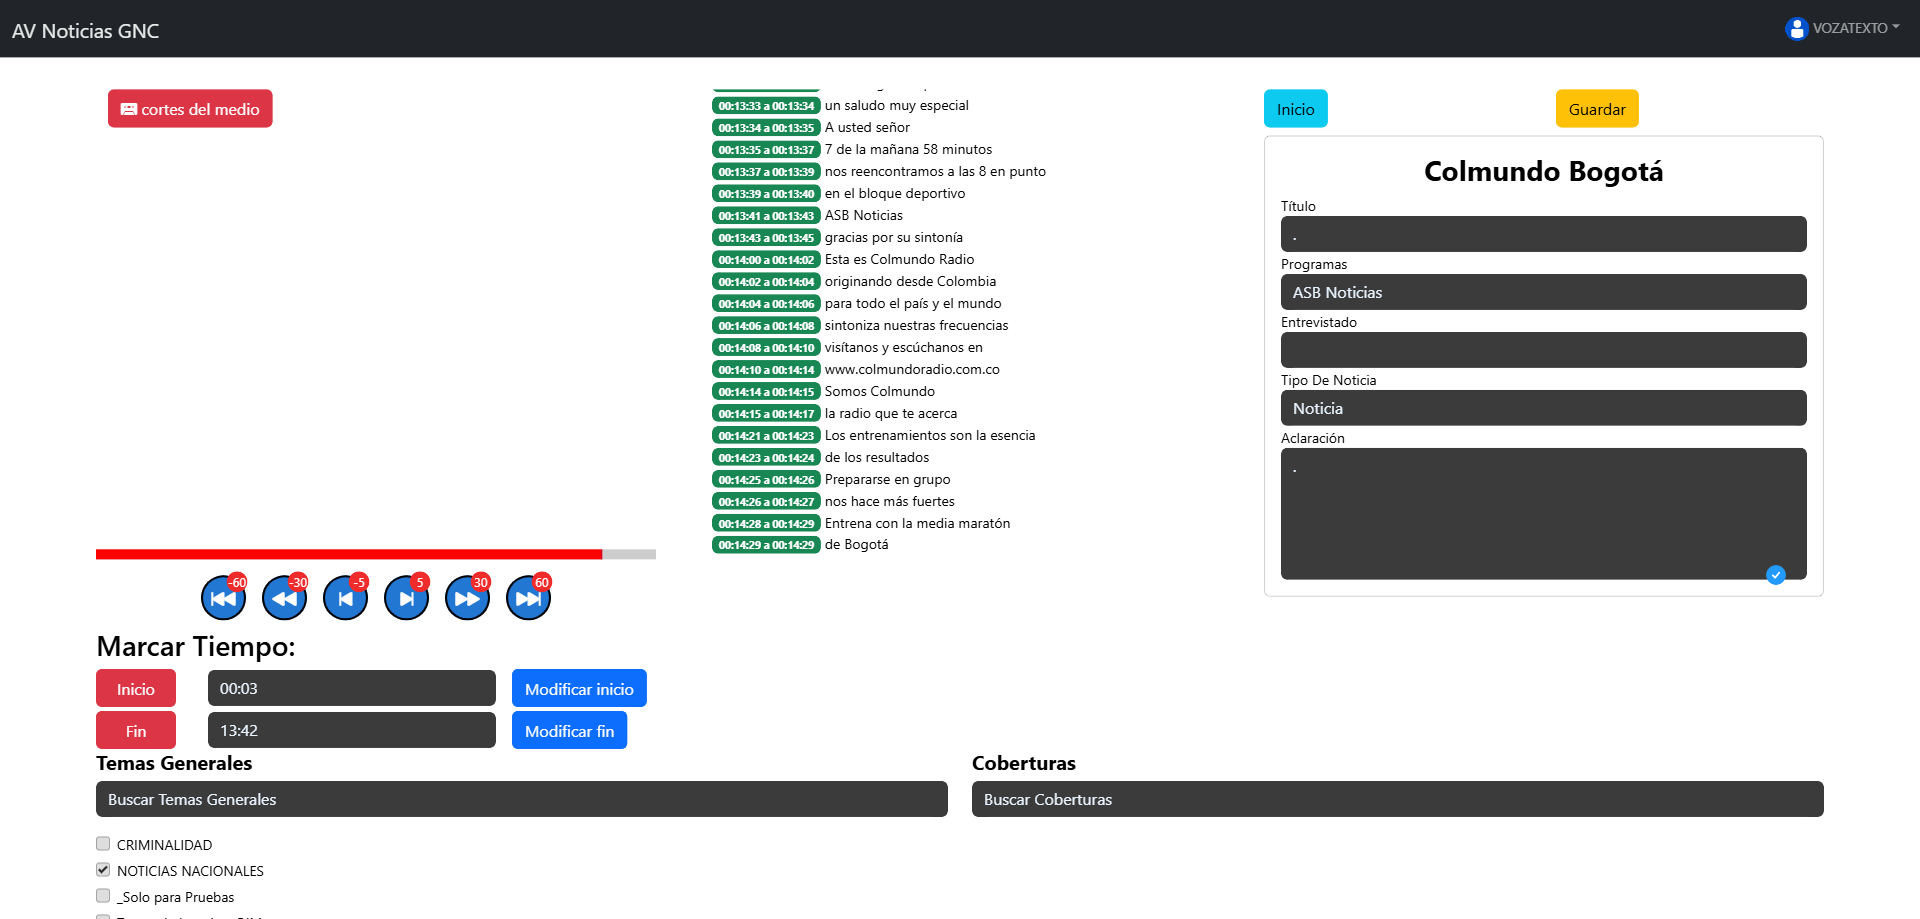 AV Noticias GNC
VOZATEXTO
cortes del medio
00:13:33 a 00:13:34 un saludo muy especial
00:13:34 a 00:13:35 A usted señor
00:13:35 a 00:13:37 7 de la mañana 58 minutos
00:13:37 a 00:13:39 nos reencontramos a las 8 en punto
00:13:39 a 00:13:40 en el bloque deportivo
00:13:41 a 00:13:43 ASB Noticias
00:13:43 a 00:13:45 gracias por su sintonía
00:14:00 a 00:14:02 Esta es Colmundo Radio
00:14:02 a 00:14:04 originando desde Colombia
00:14:04 a 00:14:06 para todo el país y el mundo
00:14:06 a 00:14:08 sintoniza nuestras frecuencias
00:14:08 a 00:14:10 visítanos y escúchanos en
00:14:10 a 00:14:14 www.colmundoradio.com.co
00:14:14 a 00:14:15 Somos Colmundo
00:14:15 a 00:14:17 la radio que te acerca
00:14:21 a 00:14:23 Los entrenamientos son la esencia
00:14:23 a 00:14:24 de los resultados
00:14:25 a 00:14:26 Prepararse en grupo
00:14:26 a 00:14:27 nos hace más fuertes
00:14:28 a 00:14:29 Entrena con la media maratón
00:14:29 a 00:14:29 de Bogotá
Inicio
Guardar
Colmundo Bogotá
Título
.
Programas
ASB Noticias
Entrevistado
Tipo De Noticia
Noticia
Aclaración
.
-60 -30 -5 5 30 60
Marcar Tiempo:
Inicio 00:03 Modificar inicio
Fin 13:42 Modificar fin
Temas Generales
Buscar Temas Generales
CRIMINALIDAD
NOTICIAS NACIONALES
_Solo para Pruebas
Coberturas
Buscar Coberturas